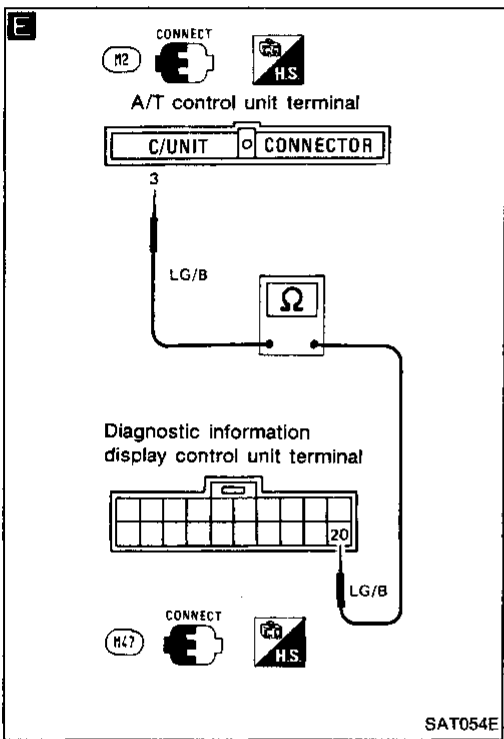 E
CONNECT
M2
H.S.
A/T control unit terminal
C/UNIT CONNECTOR
3
LG/B
Ω
Diagnostic information
display control unit terminal
20
LG/B
CONNECT
M47
H.S.
SAT054E